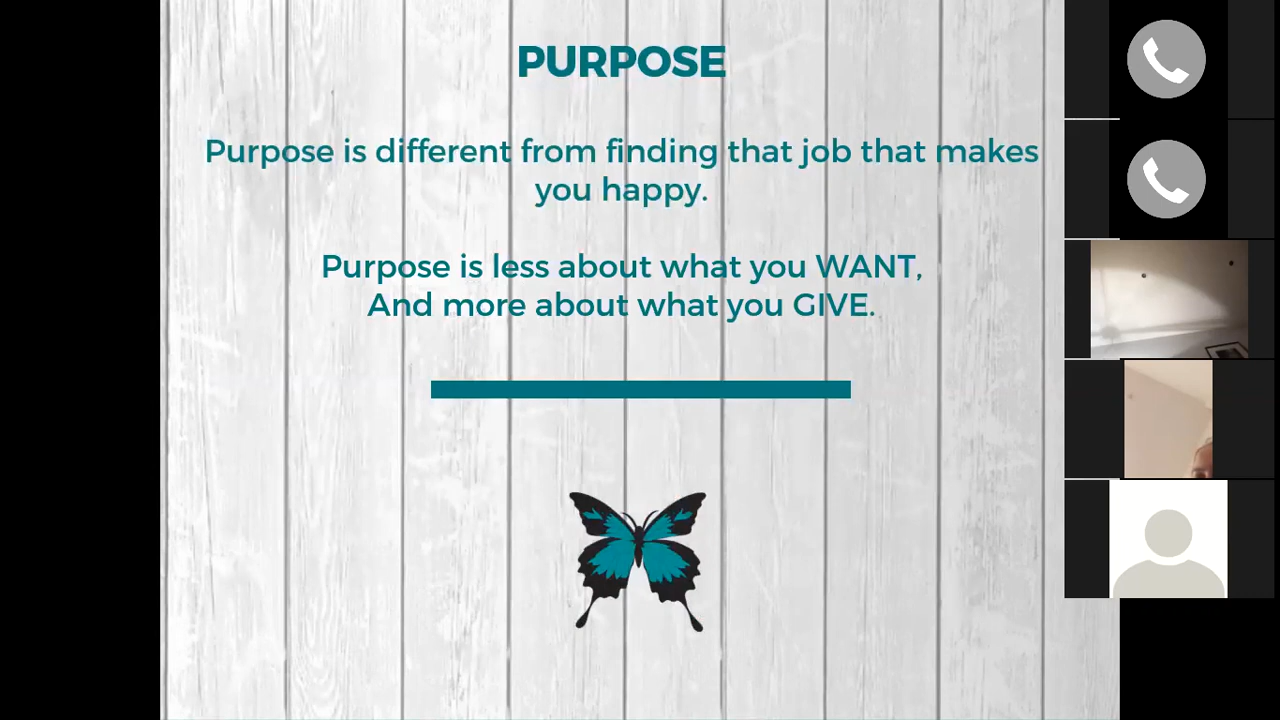 PURPOSE
Purpose is different from finding that job that makes
you happy.
Purpose is less about what you WANT,
And more about what you GIVE.